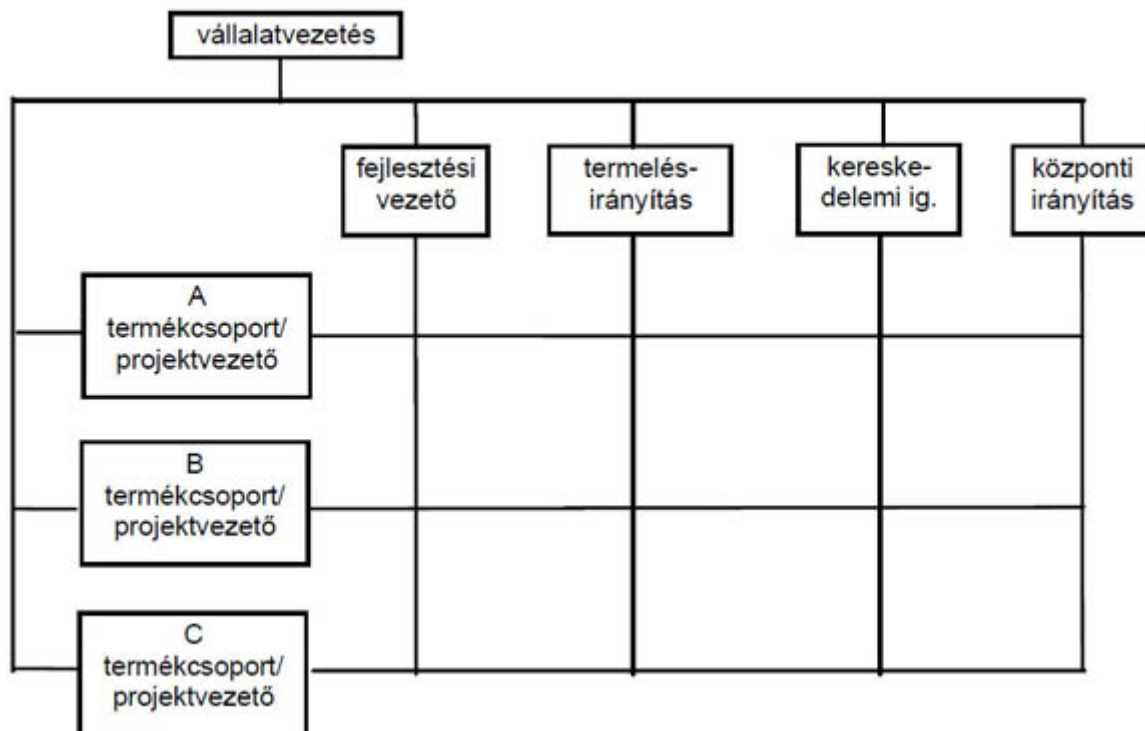 vállalatvezetés
fejlesztési
vezető
termelés-
irányítás
kereske-
delemi ig.
központi
irányítás
A
termékcsoport/
projektvezető
B
termékcsoport/
projektvezető
C
termékcsoport/
projektvezető